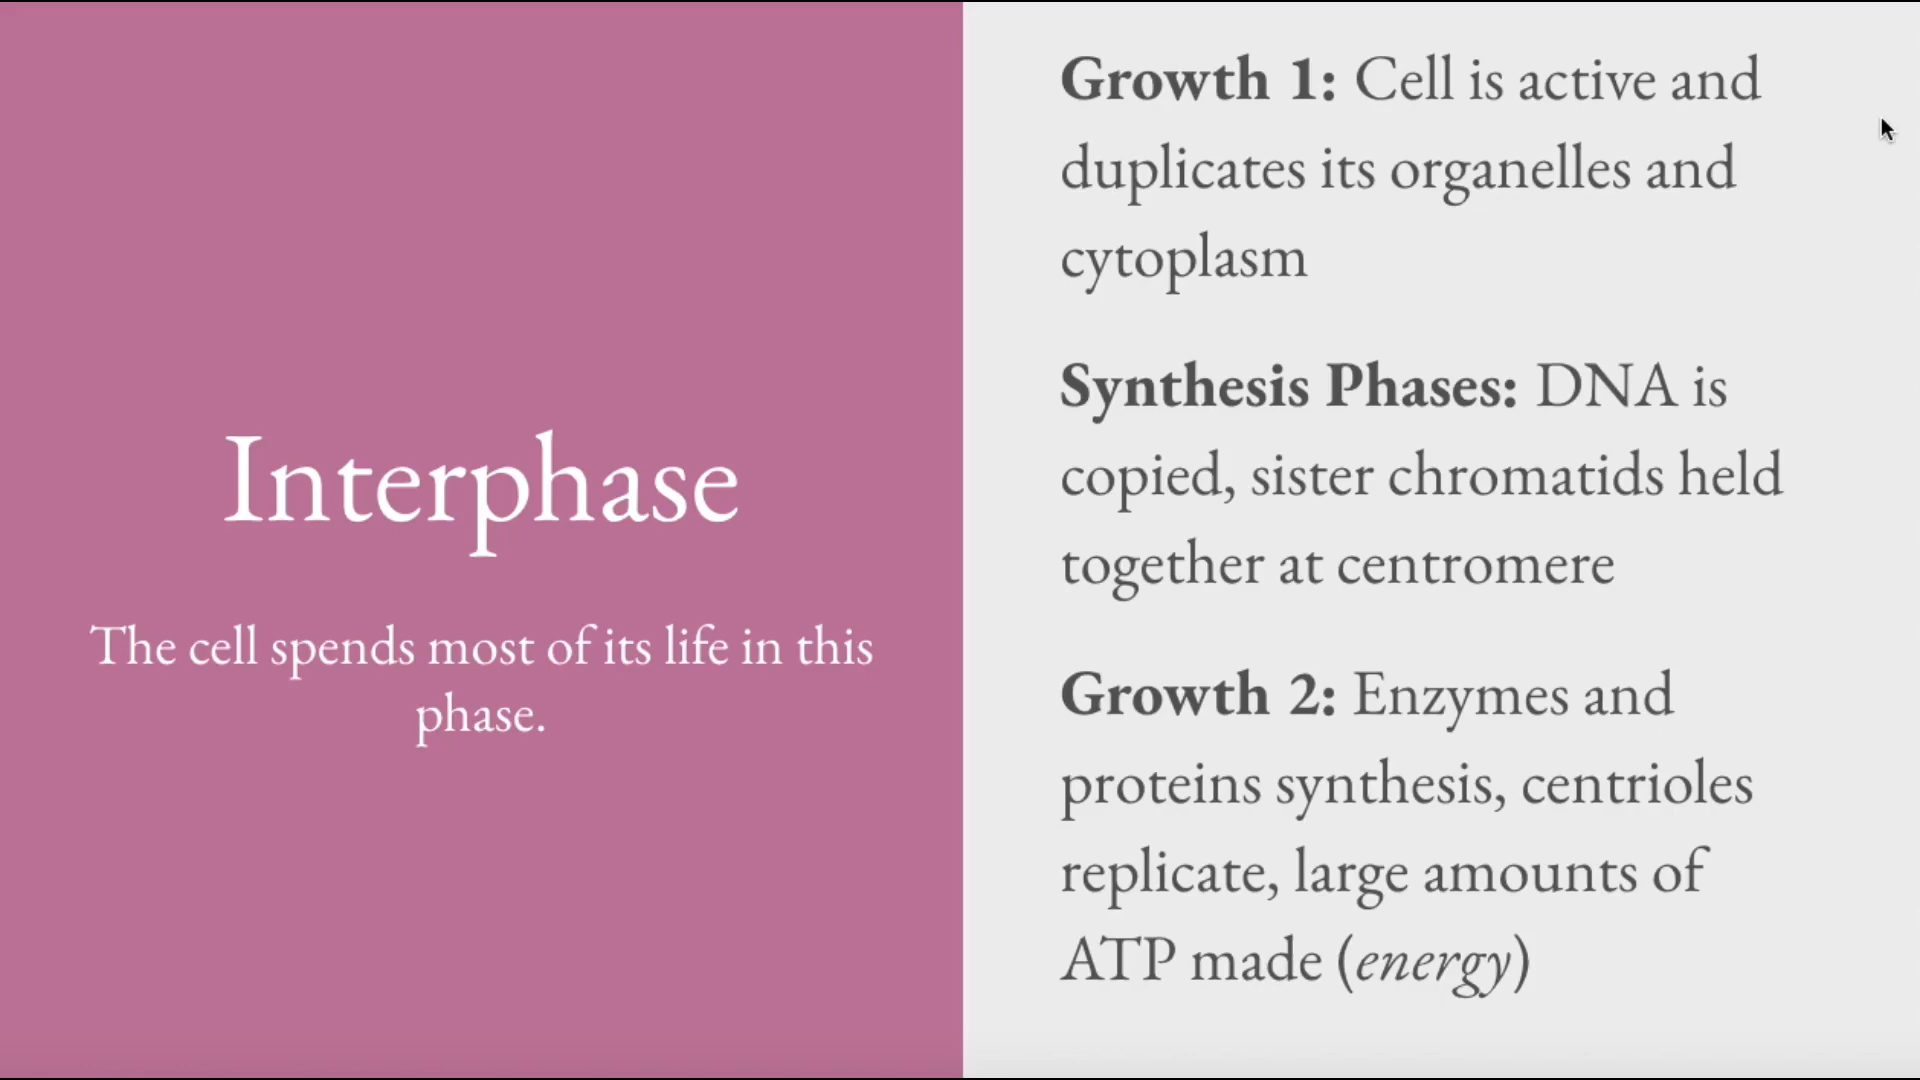 Interphase
The cell spends most of its life in this
phase.
Growth 1: Cell is active and
duplicates its organelles and
cytoplasm
Synthesis Phases: DNA is
copied, sister chromatids held
together at centromere
Growth 2: Enzymes and
proteins synthesis, centrioles
replicate, large amounts of
ATP made (energy)